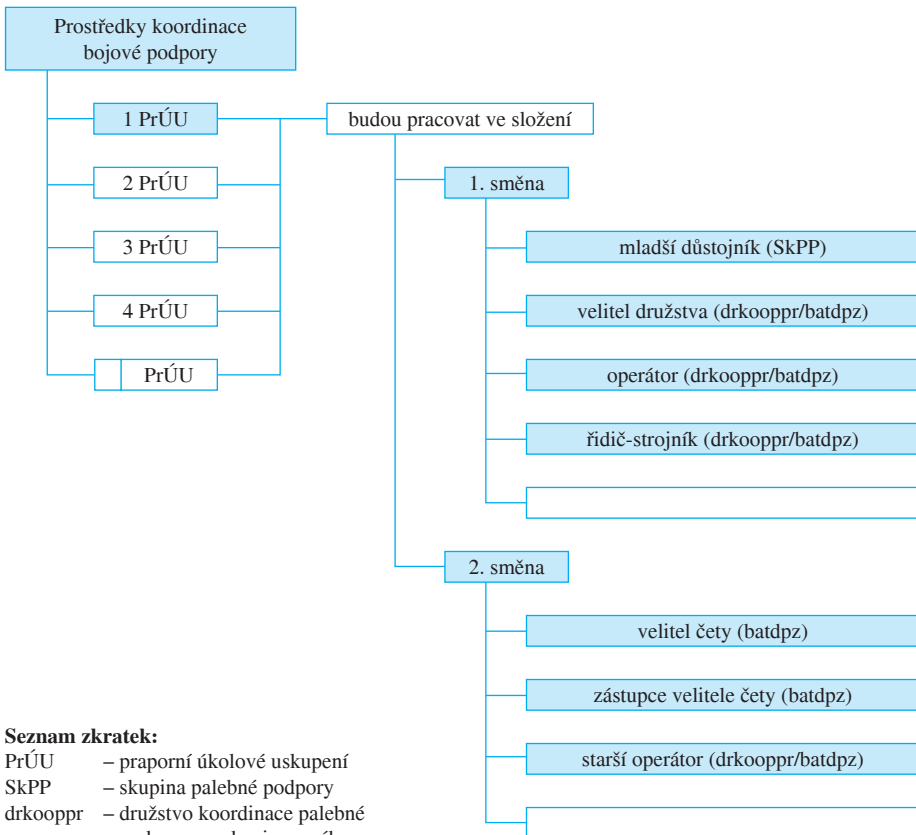 Prostředky koordinace
bojové podpory
1 PrÚU
budou pracovat ve složení
2 PrÚU
1. směna
3 PrÚU
mladší důstojník (SkPP)
4 PrÚU
velitel družstva (drkooppr/batdpz)
PrÚU
operátor (drkooppr/batdpz)
řidič-strojník (drkooppr/batdpz)
2. směna
velitel čety (batdpz)
zástupce velitele čety (batdpz)
starší operátor (drkooppr/batdpz)
Seznam zkratek:
PrÚU – praporní úkolové uskupení
SkPP – skupina palebné podpory
drkooppr – družstvo koordinace palebné